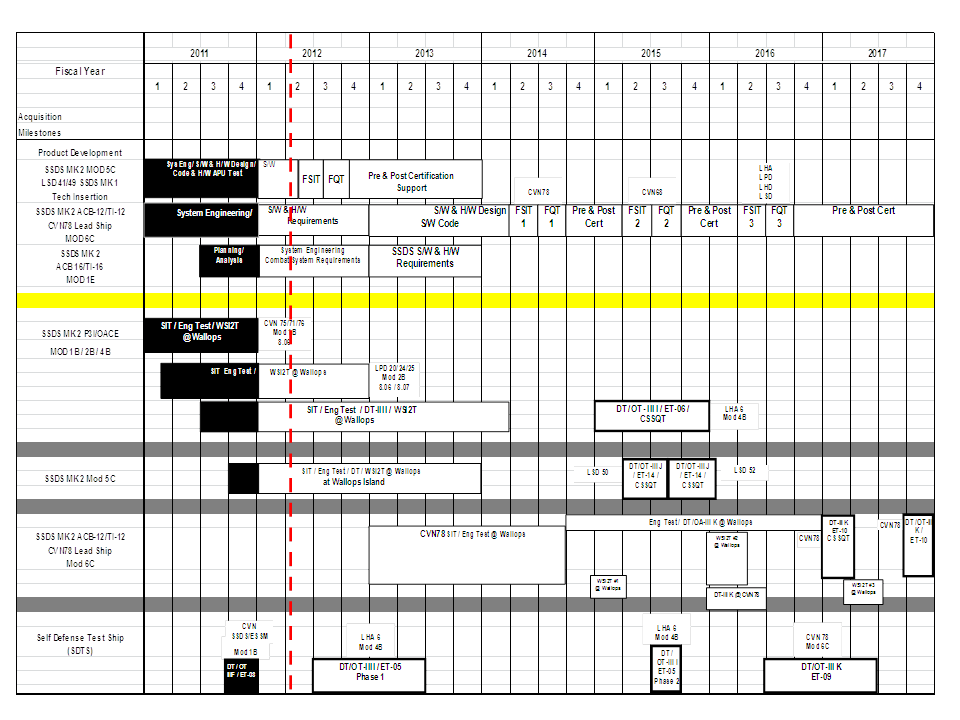 2011 2012 2013 2014 2015 2016 2017
Fiscal Year
1 2 3 4 1 2 3 4 1 2 3 4 1 2 3 4 1 2 3 4 1 2 3 4 1 2 3 4
Acquisition
Milestones
Product Development
SSDS MK2 MOD5C
LSD41/49 SSDS MK1
Tech Insertion
Sys Eng/ S/W & H/W Design/
Code & H/W APU Test
S/W
FSIT
FQT
Pre & Post Certification
Support
CVN78
CVN68
LHA
LPD
LHD
LSD
SSDS MK2 ACB-12/TI-12
CVN78 Lead Ship
MOD6C
System Engineering/
S/W & H/W
Requirements
S/W & H/W Design
S/W Code
FSIT
1
FQT
1
Pre & Post
Cert
FSIT
2
FQT
2
Pre & Post
Cert
FSIT
3
FQT
3
Pre & Post Cert
SSDS MK 2
ACB16/TI-16
MOD1E
Planning/
Analysis
System Engineering
Combat System Requirements
SSDS S/W & H/W
Requirements
SSDS MK2 P3I/OACE
MOD1B/ 2B/ 4B
SIT / Eng Test/ WSI2T
@Wallops
CVN 75/71/76
Mod 1B
8.06
SIT Eng Test /
WSI2T @ Wallops
LPD 20/24/25
Mod 2B
8.06 / 8.07
SIT / Eng Test / DT-IIII / WSI2T
@Wallops
DT/OT -III I / ET-06 /
CSSQT
LHA 6
Mod 4B
SSDS MK2 Mod 5C
SIT / Eng Test / DT / WSI2T @ Wallops
at Wallops Island
LSD 50
DT/OT -III J
/ ET-14 /
CSSQT
DT/OT -III J
/ ET-14 /
CSSQT
LSD 52
SSDS MK2 ACB-12/TI-12
CVN78 Lead Ship
Mod 6C
CVN78 SIT / Eng Test @ Wallops
Eng Test / DT/OA-III K @ Wallops
WSI2T #1
@ Wallops
WSI2T #2
@ Wallops
DT-III K @ CVN78
CVN78
DT-III K
ET-10
CSSQT
WSI2T #3
@ Wallops
CVN78
DT/OT-III
K /
ET-10
Self Defense Test Ship
(SDTS)
CVN
SSDS/ESSM
Mod 1B
DT / OT
IIIF / ET-03
LHA 6
Mod 4B
DT/OT-III I / ET-05
Phase 1
LHA 6
Mod 4B
DT /
OT-III I
ET-05
Phase 2
CVN 78
Mod 6C
DT/OT-III K
ET-09